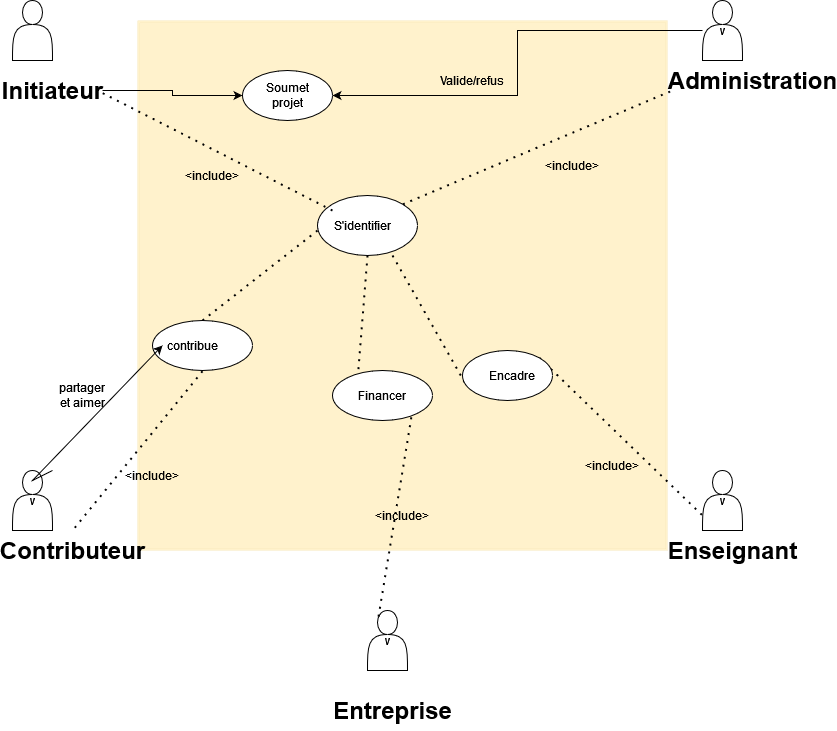 Initiateur
Soumet
projet
Valide/refus
V
Administration
<include>
<include>
S'identifier
contribue
partager
et aimer
Financer
Encadre
<include>
<include>
<include>
V
Contributeur
V
Enseignant
V
Entreprise